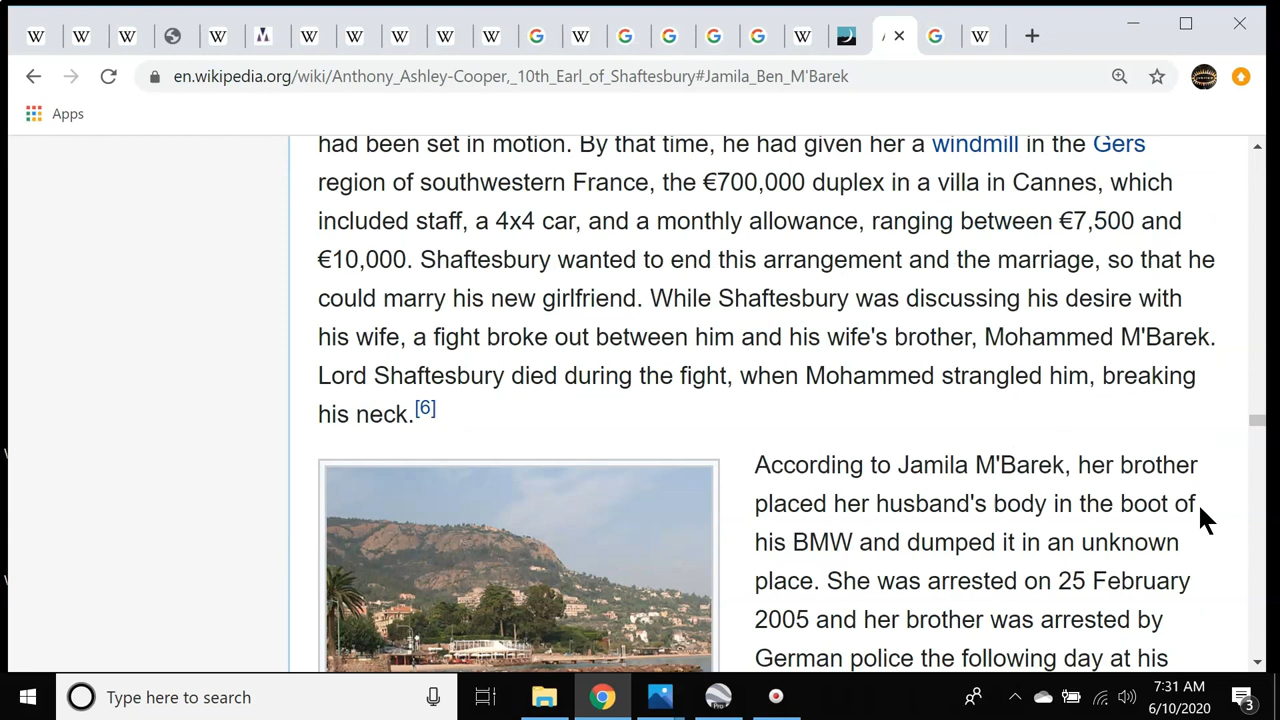 en.wikipedia.org/wiki/Anthony_Ashley-Cooper,_10th_Earl_of_Shaftesbury#Jamila_Ben_M'Barek
Apps
had been set in motion. By that time, he had given her a windmill in the Gers
region of southwestern France, the €700,000 duplex in a villa in Cannes, which
included staff, a 4x4 car, and a monthly allowance, ranging between €7,500 and
€10,000. Shaftesbury wanted to end this arrangement and the marriage, so that he
could marry his new girlfriend. While Shaftesbury was discussing his desire with
his wife, a fight broke out between him and his wife's brother, Mohammed M'Barek.
Lord Shaftesbury died during the fight, when Mohammed strangled him, breaking
his neck.[6]
According to Jamila M'Barek, her brother
placed her husband's body in the boot of
his BMW and dumped it in an unknown
place. She was arrested on 25 February
2005 and her brother was arrested by
German police the following day at his
Type here to search
7:31 AM
6/10/2020
3